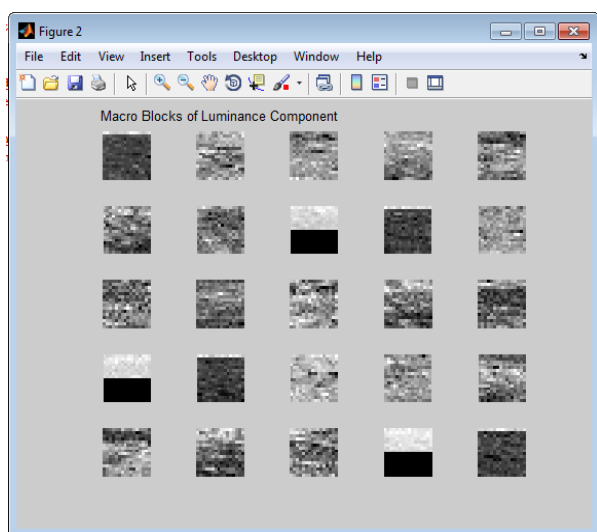 Figure 2
File Edit View Insert Tools Desktop Window Help
Macro Blocks of Luminance Component